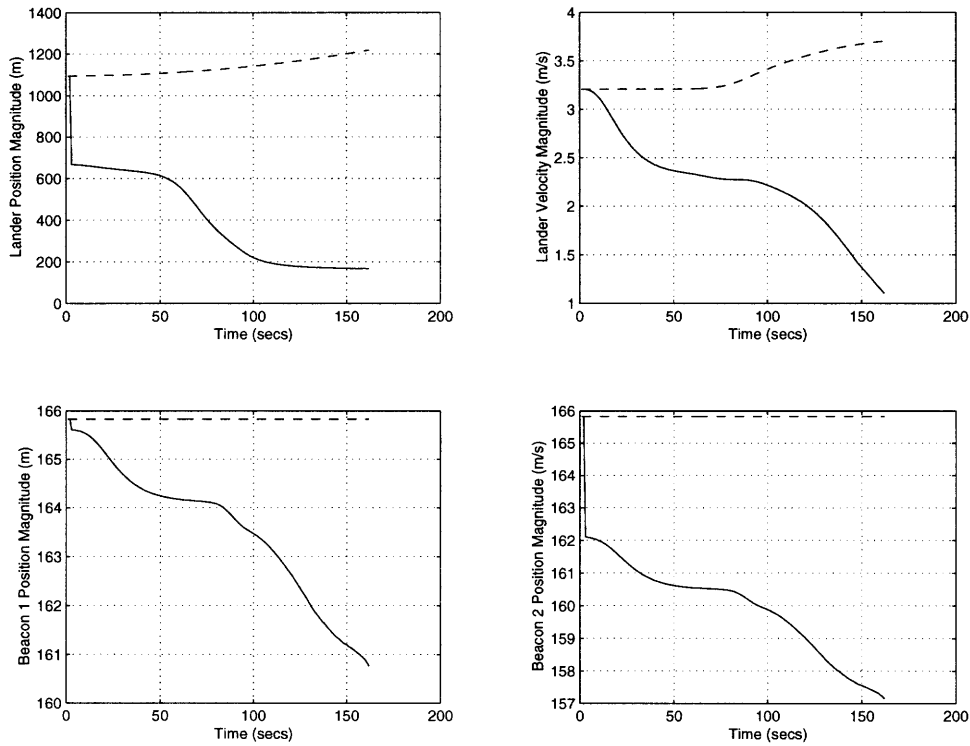 1400
1200
1000
800
600
400
200
0
0 50 100 150 200
Time (secs)
Lander Position Magnitude (m)
4
3.5
3
2.5
2
1.5
1
0 50 100 150 200
Time (secs)
Lander Velocity Magnitude (m/s)
166
165
164
163
162
161
160
0 50 100 150 200
Time (secs)
Beacon 1 Position Magnitude (m)
166
165
164
163
162
161
160
159
158
157
0 50 100 150 200
Time (secs)
Beacon 2 Position Magnitude (m/s)